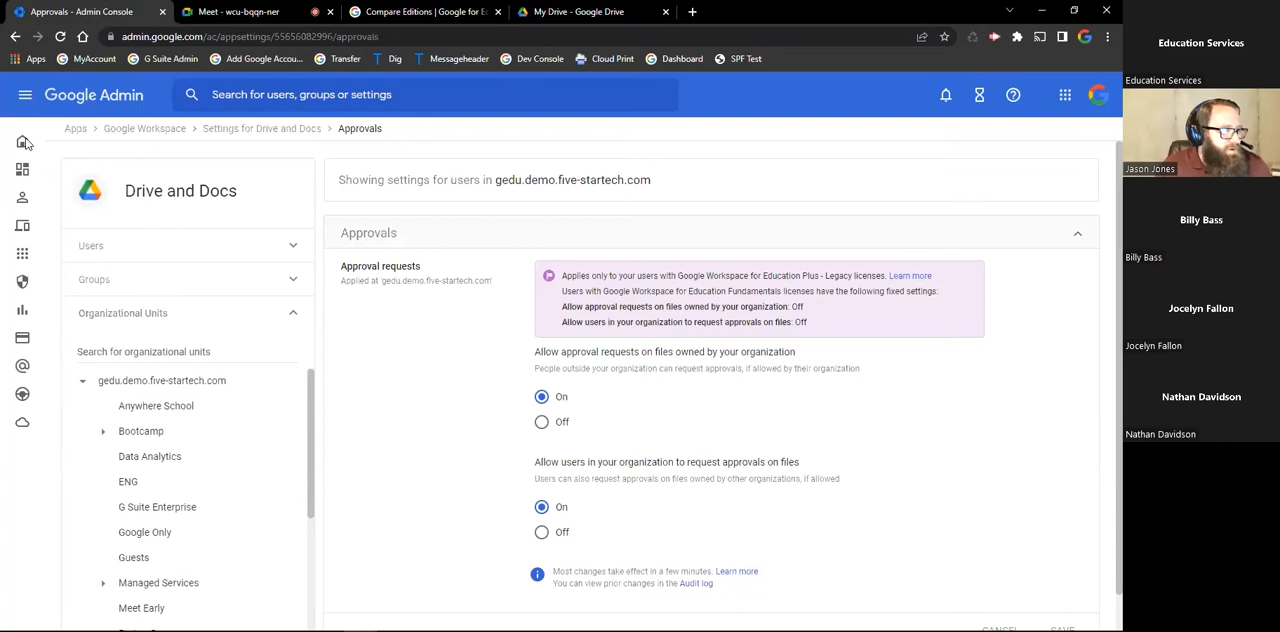 Approvals - Admin Console
Meet - wcu-bqqn-ner
Compare Editions | Google for Ec
My Drive - Google Drive
admin.google.com/ac/appsettings/55656082996/approvals
Apps
MyAccount
G Suite Admin
Add Google Accou...
Transfer
Dig
Messageheader
Dev Console
Cloud Print
Dashboard
SPF Test
Google Admin
Search for users, groups or settings
Apps > Google Workspace > Settings for Drive and Docs > Approvals
Drive and Docs
Users
Groups
Organizational Units
Search for organizational units
gedu.demo.five-startech.com
Anywhere School
Bootcamp
Data Analytics
ENG
G Suite Enterprise
Google Only
Guests
Managed Services
Meet Early
Showing settings for users in gedu.demo.five-startech.com
Approvals
Approval requests
Applied at 'gedu.demo.five-startech.com'
Applies only to your users with Google Workspace for Education Plus - Legacy licenses. Learn more
Users with Google Workspace for Education Fundamentals licenses have the following fixed settings:
Allow approval requests on files owned by your organization: Off
Allow users in your organization to request approvals on files: Off
Allow approval requests on files owned by your organization
People outside your organization can request approvals, if allowed by their organization
On
Off
Allow users in your organization to request approvals on files
Users can also request approvals on files owned by other organizations, if allowed
On
Off
Most changes take effect in a few minutes. Learn more
You can view prior changes in the Audit log
CANCEL
SAVE
Education Services
Education Services
Jason Jones
Billy Bass
Billy Bass
Jocelyn Fallon
Jocelyn Fallon
Nathan Davidson
Nathan Davidson